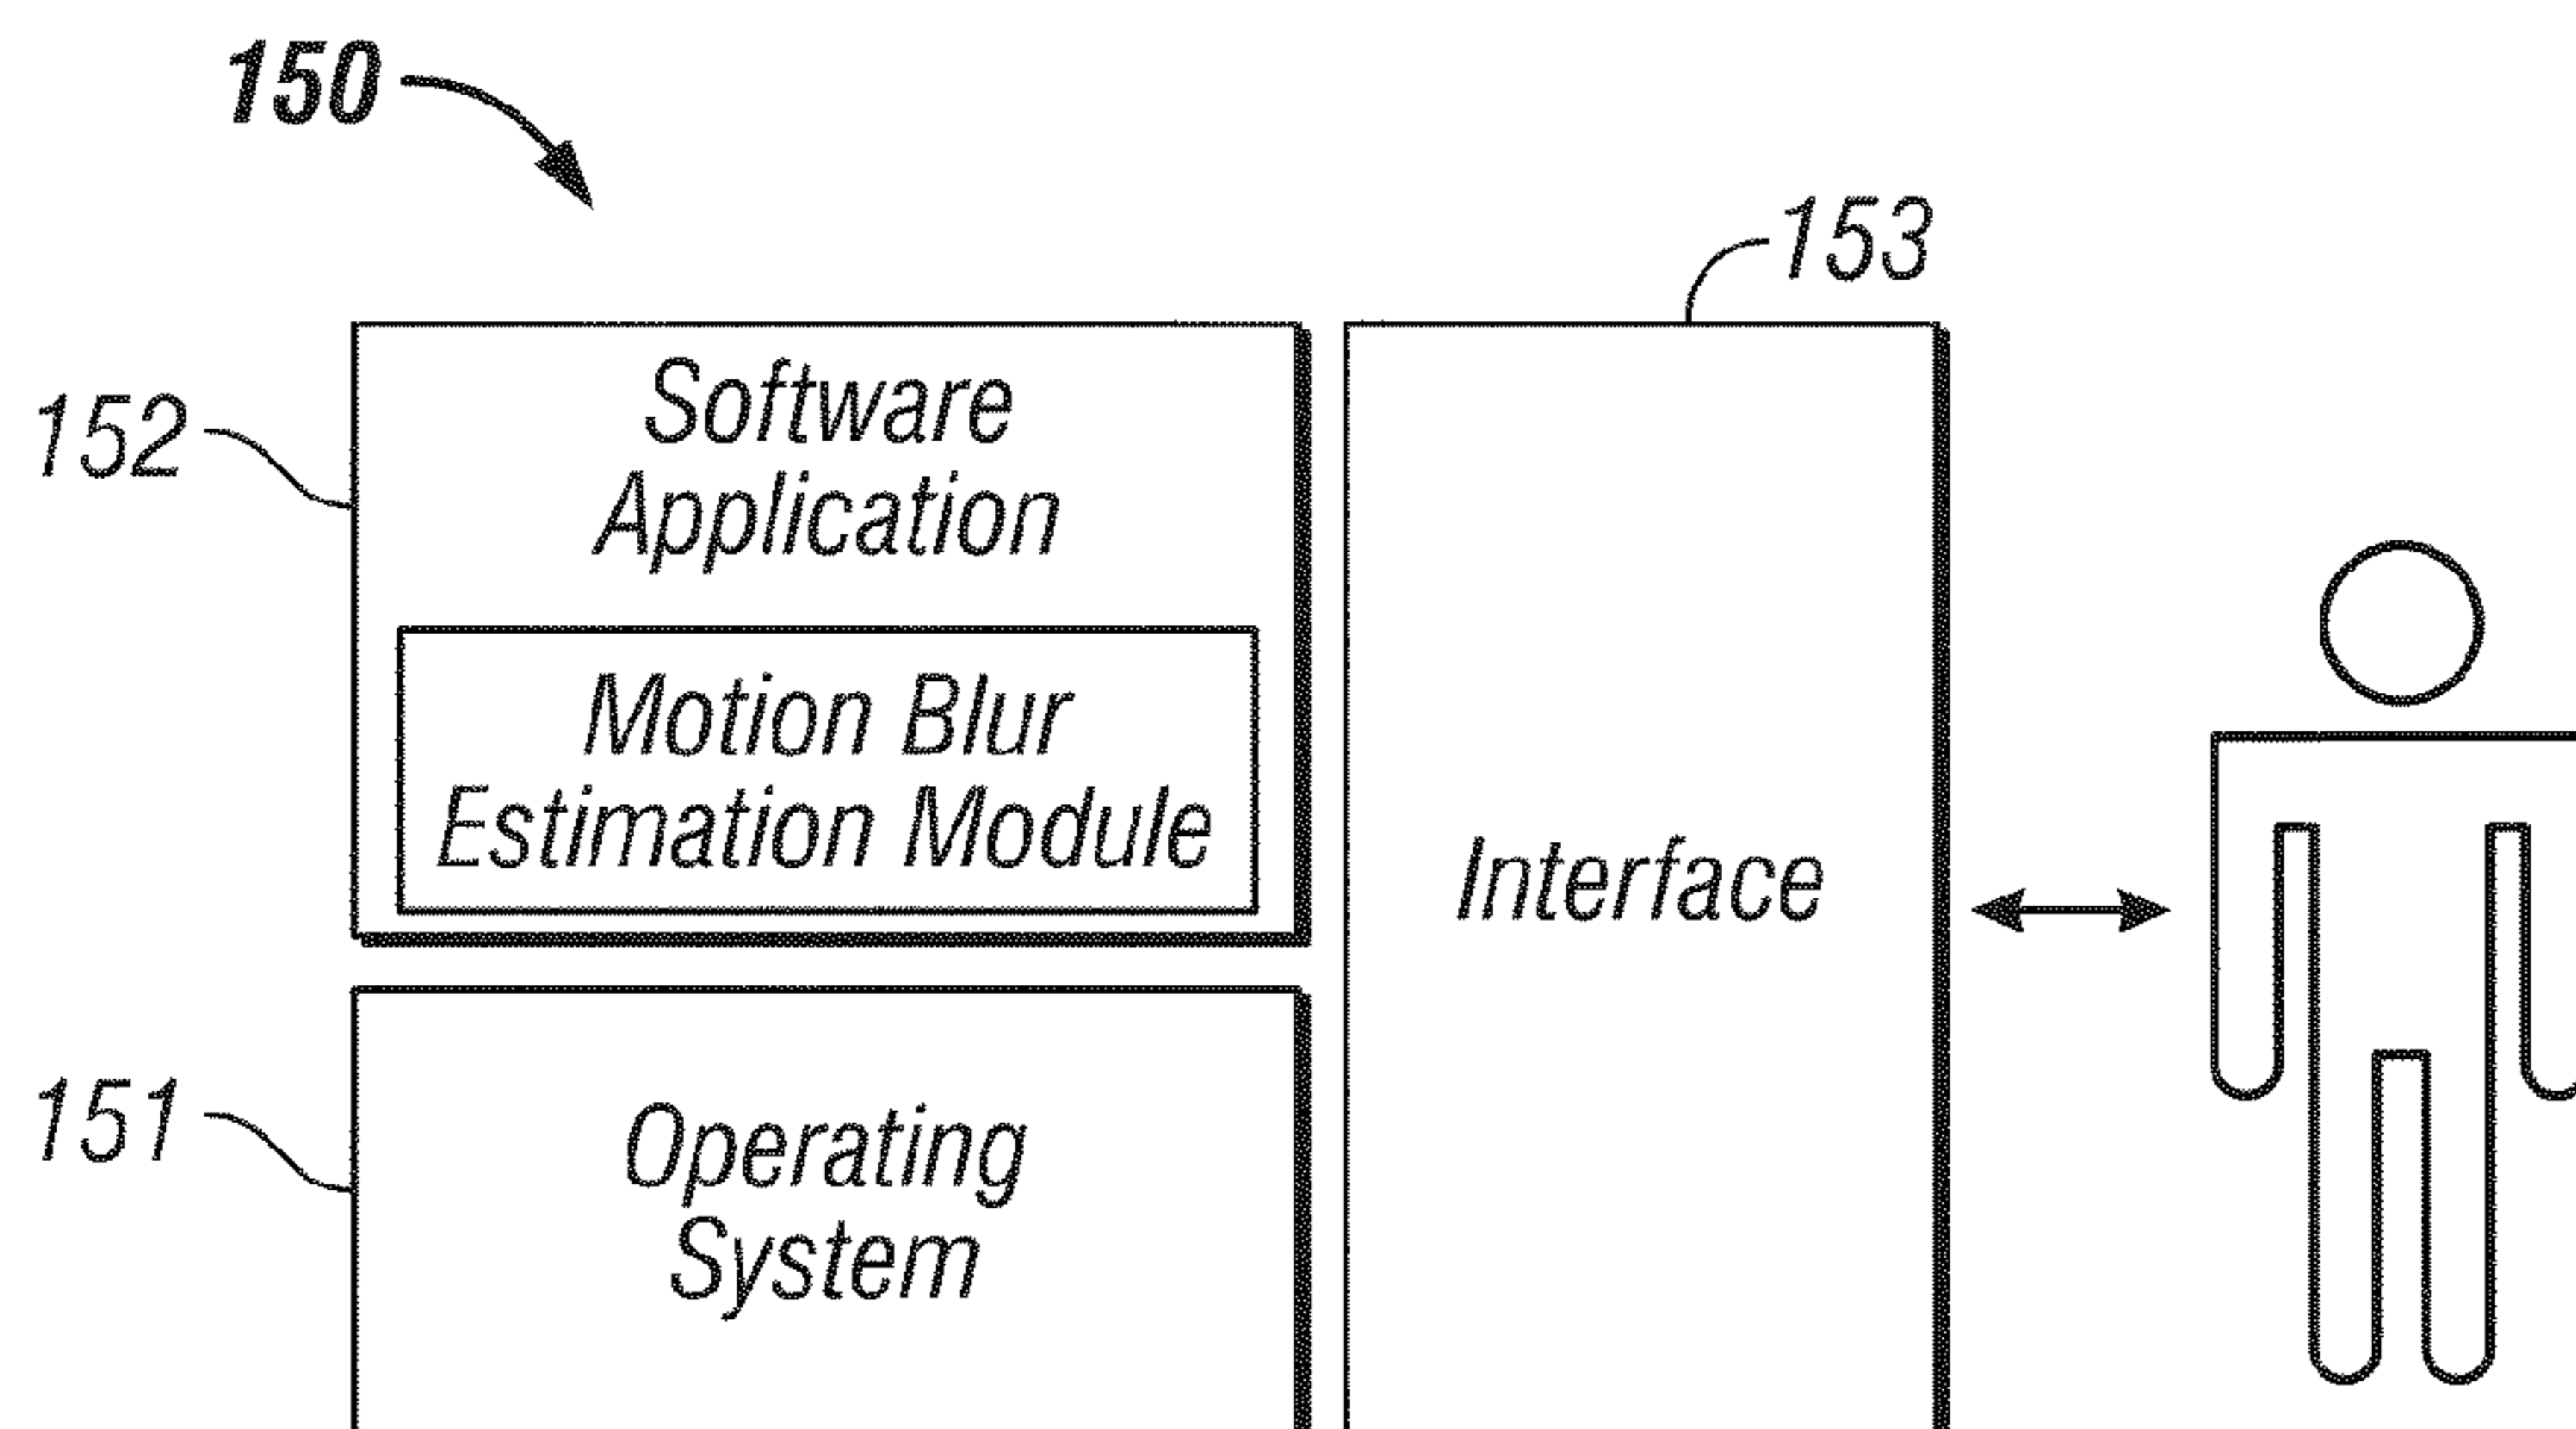 150
153
152
Software
Application
Motion Blur
Estimation Module
Interface
151
Operating
System